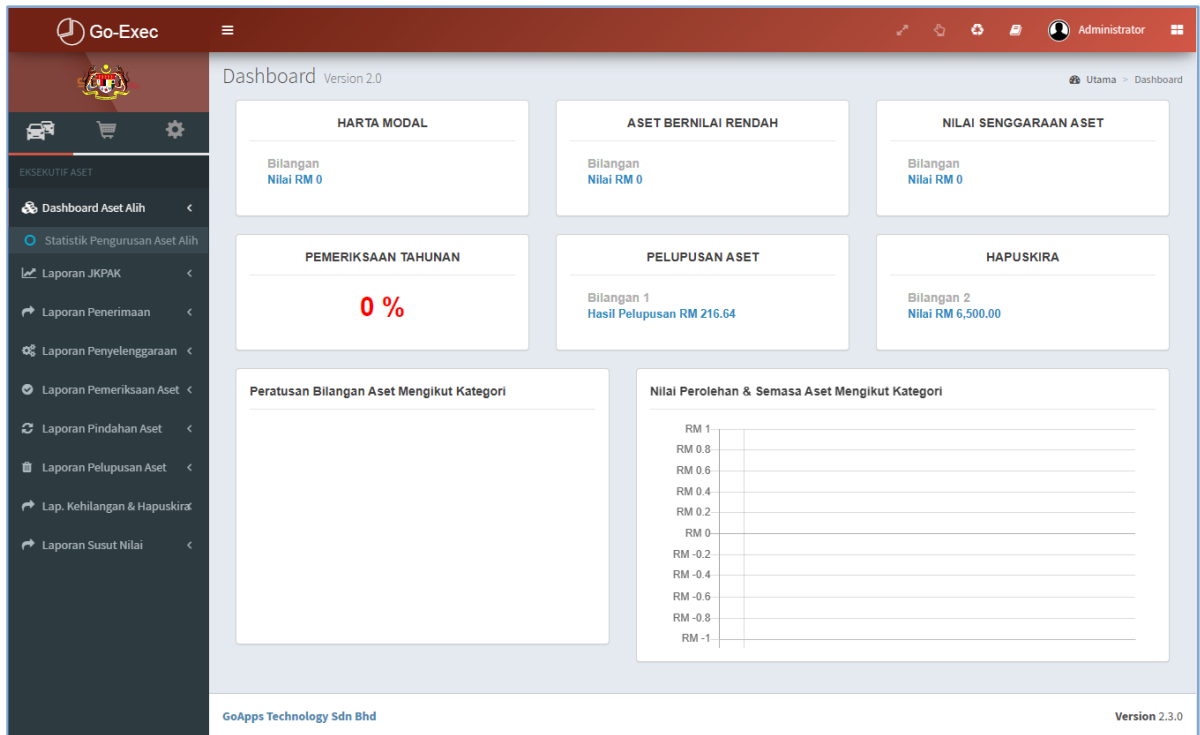 Go-Exec
Administrator
Dashboard Version 2.0
Utama > Dashboard
EKSEKUTIF ASET
Dashboard Aset Alih
Statistik Pengurusan Aset Alih
Laporan JKPAK
Laporan Penerimaan
Laporan Penyelenggaraan
Laporan Pemeriksaan Aset
Laporan Pindahan Aset
Laporan Pelupusan Aset
Lap. Kehilangan & Hapuskira
Laporan Susut Nilai
HARTA MODAL
Bilangan
Nilai RM 0
ASET BERNILAI RENDAH
Bilangan
Nilai RM 0
NILAI SENGGARAAN ASET
Bilangan
Nilai RM 0
PEMERIKSAAN TAHUNAN
0 %
PELUPUSAN ASET
Bilangan 1
Hasil Pelupusan RM 216.64
HAPUSKIRA
Bilangan 2
Nilai RM 6,500.00
Peratusan Bilangan Aset Mengikut Kategori
Nilai Perolehan & Semasa Aset Mengikut Kategori
RM 1
RM 0.8
RM 0.6
RM 0.4
RM 0.2
RM 0
RM -0.2
RM -0.4
RM -0.6
RM -0.8
RM -1
GoApps Technology Sdn Bhd
Version 2.3.0